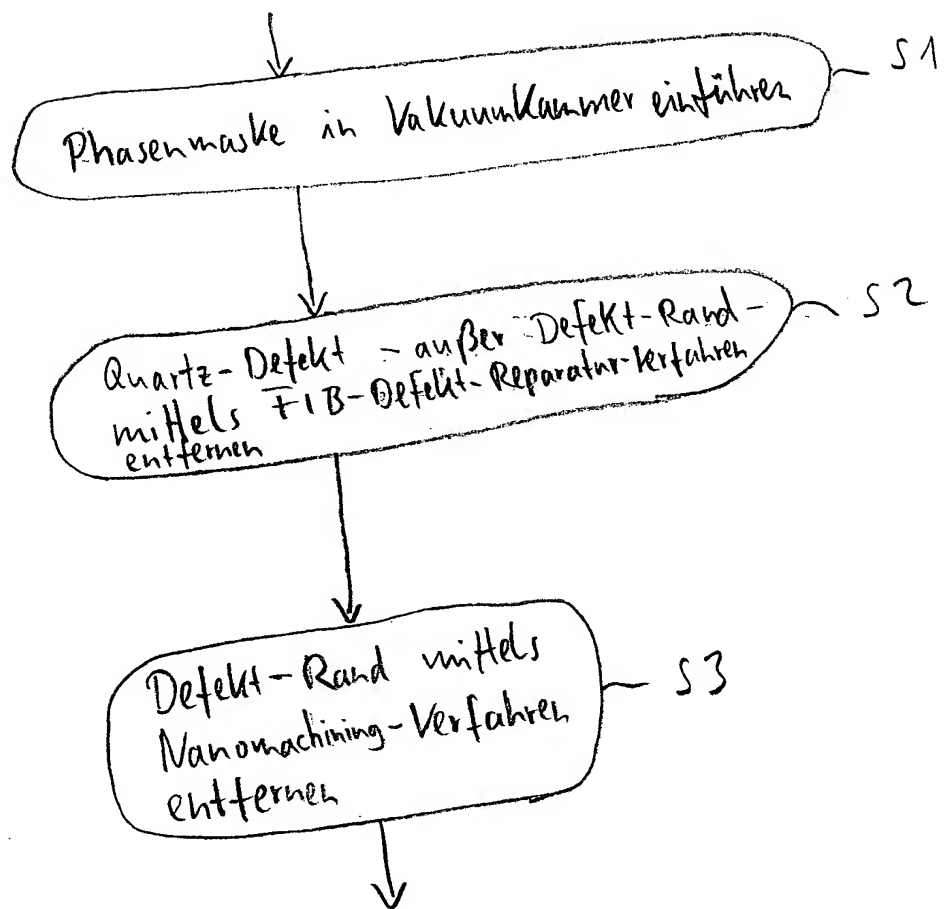 Phasenmaske in Vakuumkammer einführen
S1
Quartz-Defekt - außer Defekt-Rand -
mittels FIB-Defekt-Reparatur-Verfahren
entfernen
S2
Defekt-Rand mittels
Nanomachining-Verfahren
entfernen
S3